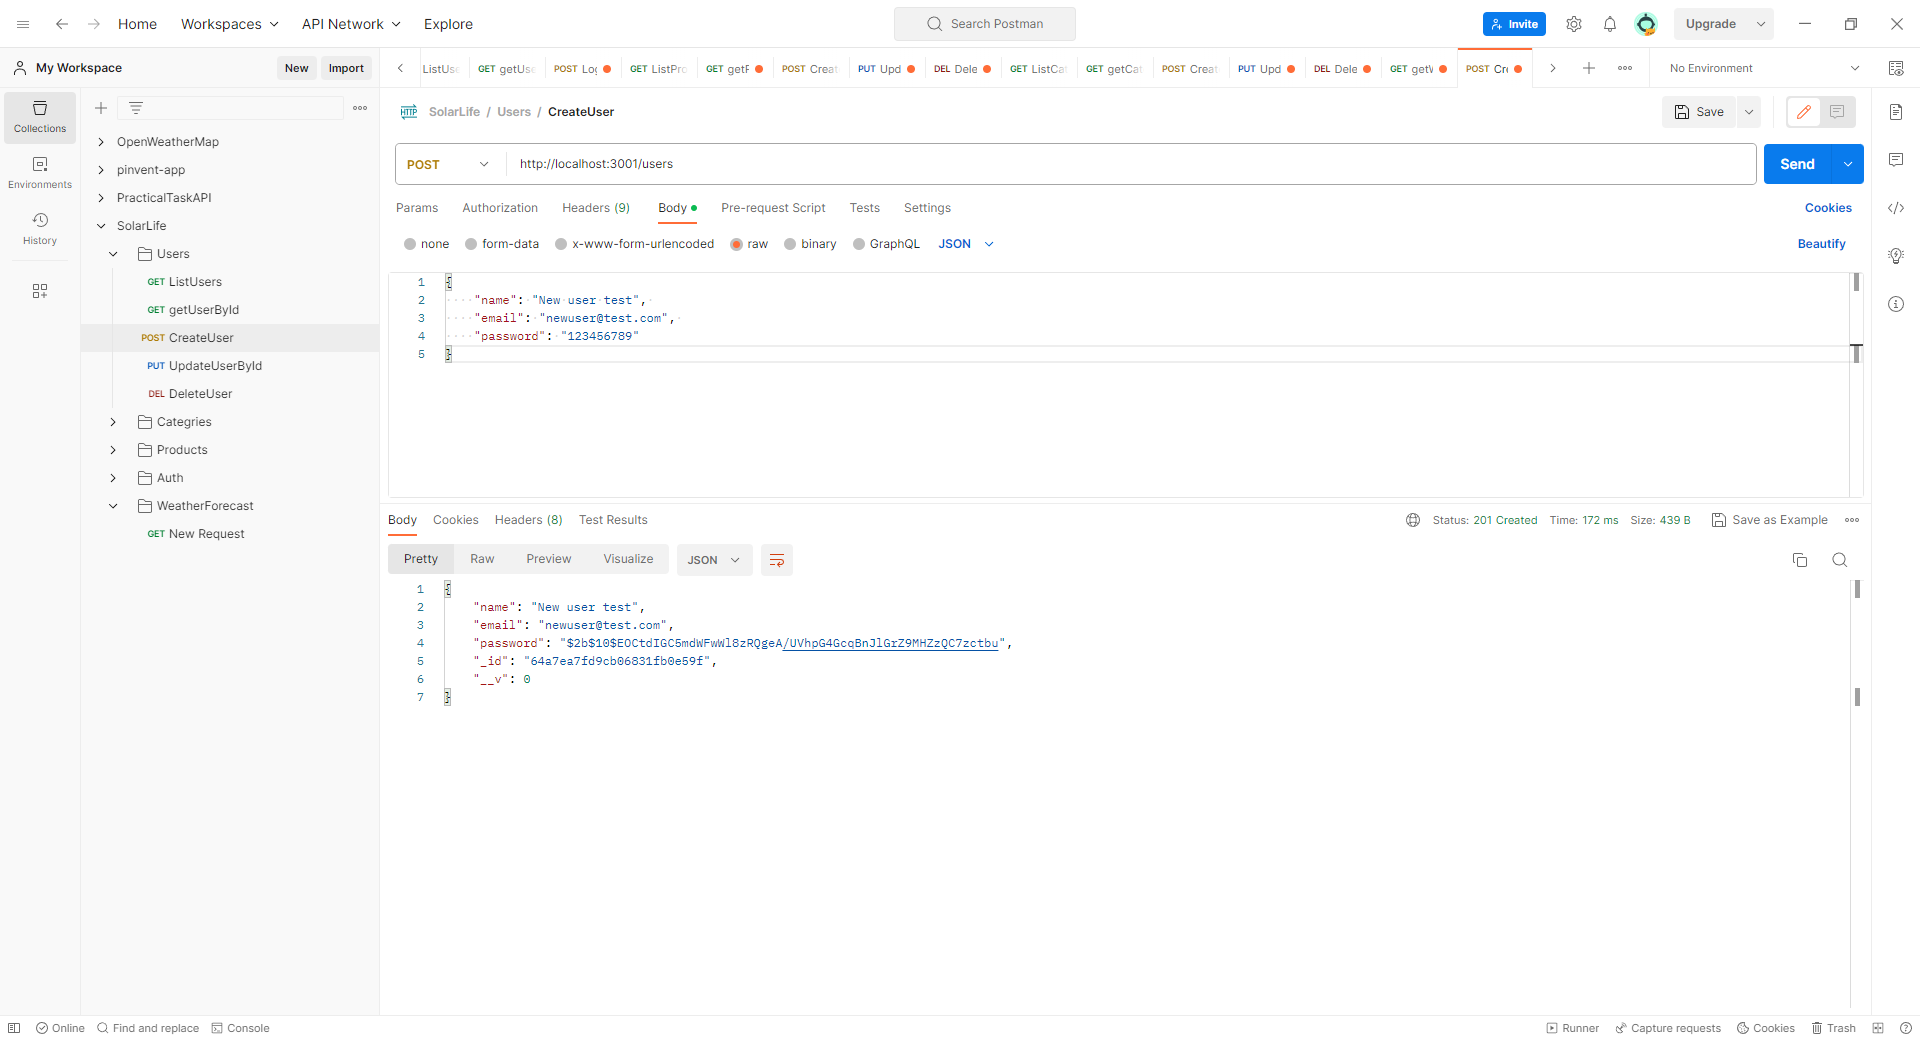 Home Workspaces API Network Explore Search Postman Invite Upgrade
My Workspace New Import
ListUse GET getUse POST Log GET ListPro GET getF POST Creat PUT Upd DEL Dele GET ListCa GET getCat POST Creat PUT Upd DEL Dele GET getW POST Cre No Environment
Collections
Environments
History
OpenWeatherMap
pinvent-app
PracticalTaskAPI
SolarLife
Users
GET ListUsers
GET getUserById
POST CreateUser
PUT UpdateUserById
DEL DeleteUser
Categries
Products
Auth
WeatherForecast
GET New Request
HTTP SolarLife / Users / CreateUser Save
POST http://localhost:3001/users Send
Params Authorization Headers (9) Body Pre-request Script Tests Settings Cookies
none form-data x-www-form-urlencoded raw binary GraphQL JSON Beautify
1 {
2 "name": "New user test",
3 "email": "newuser@test.com",
4 "password": "123456789"
5 }
Body Cookies Headers (8) Test Results Status: 201 Created Time: 172 ms Size: 439 B Save as Example
Pretty Raw Preview Visualize JSON
1 {
2 "name": "New user test",
3 "email": "newuser@test.com",
4 "password": "$2b$10$EOCtdIGC5mdWFwWl8zRQgeA/UVhpG4GcqBnJlGrZ9MHZzQC7zctbu",
5 "_id": "64a7ea7fd9cb06831fb0e59f",
6 "__v": 0
7 }
Online Find and replace Console Runner Capture requests Cookies Trash